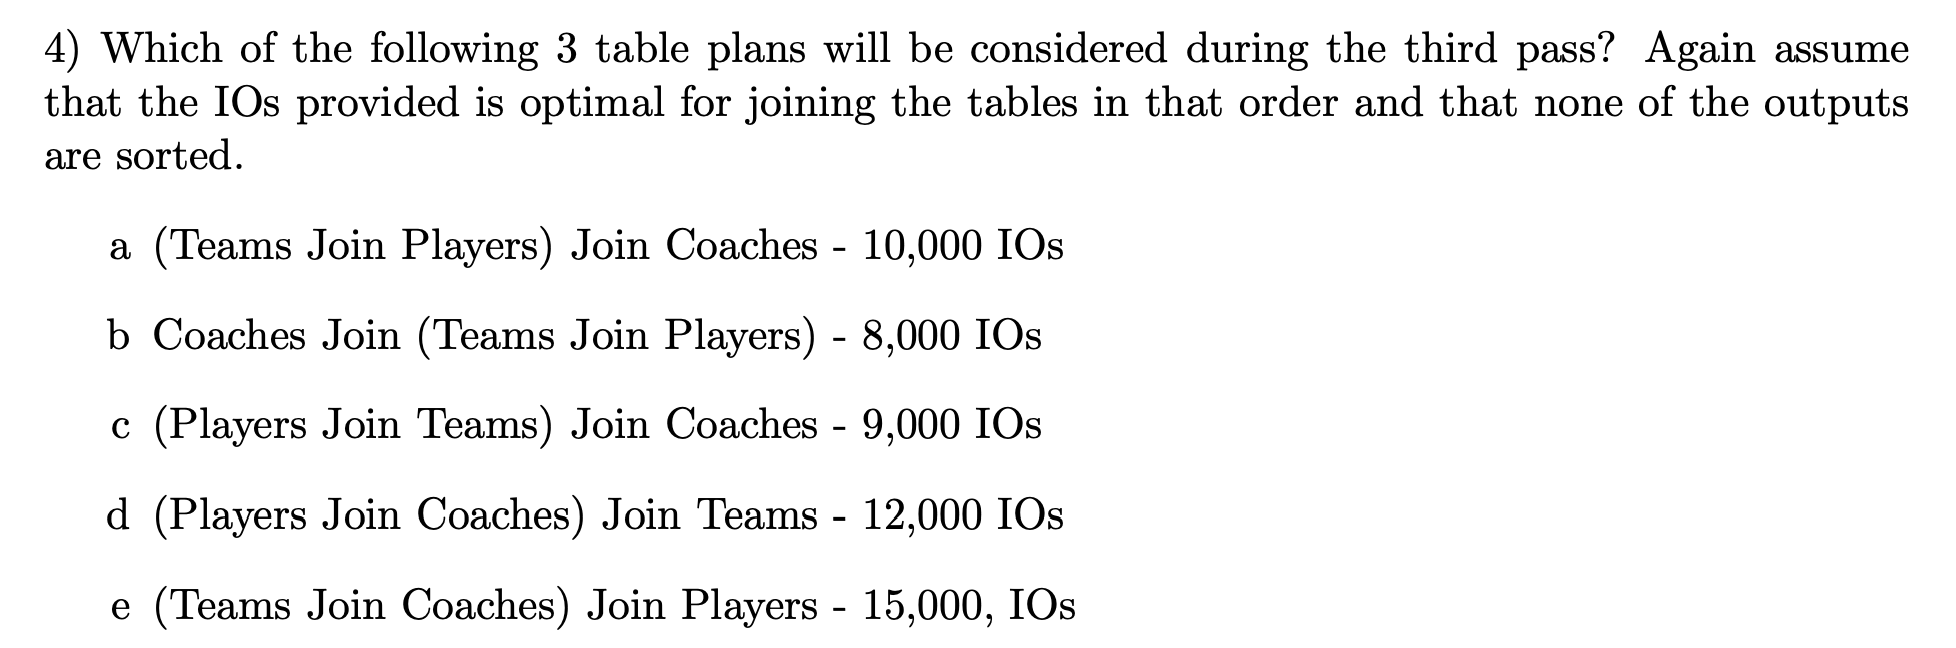 4) Which of the following 3 table plans will be considered during the third pass? Again assume
that the IOs provided is optimal for joining the tables in that order and that none of the outputs
are sorted.
a (Teams Join Players) Join Coaches - 10,000 IOs
b Coaches Join (Teams Join Players) - 8,000 IOs
c (Players Join Teams) Join Coaches - 9,000 IOs
d (Players Join Coaches) Join Teams - 12,000 IOs
e (Teams Join Coaches) Join Players - 15,000, IOs